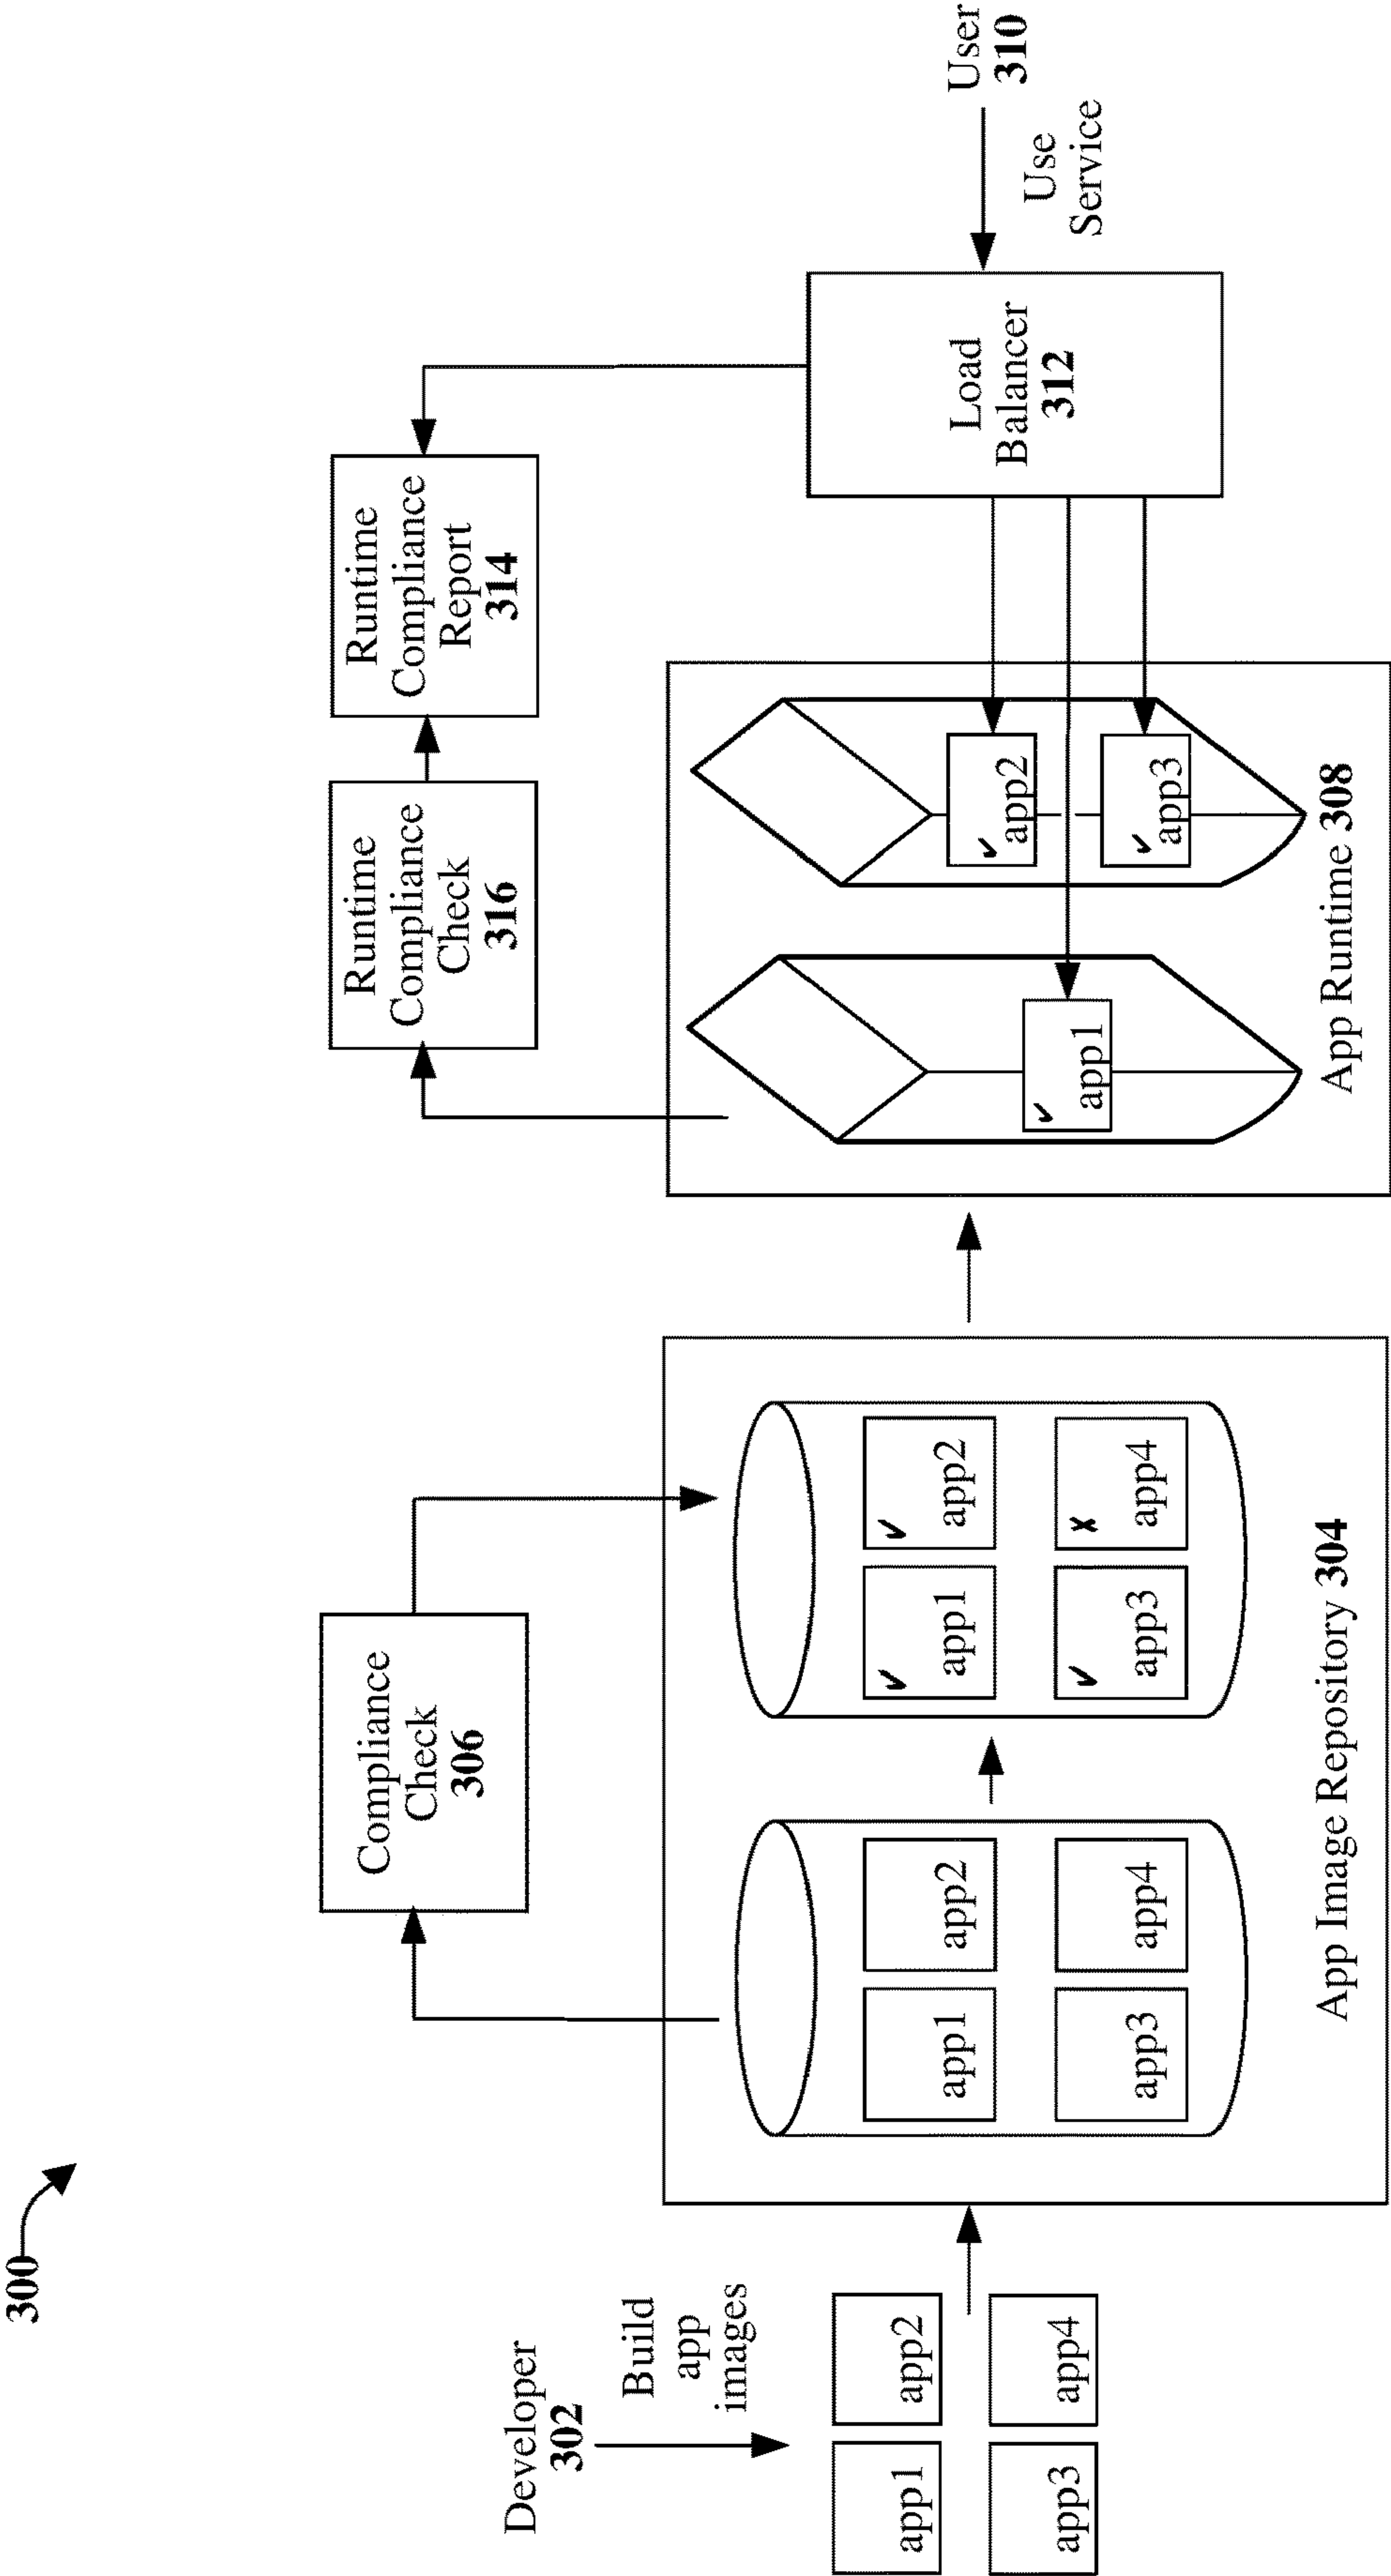 300
Developer
302
Build
app
images
app1
app2
app3
app4
Compliance
Check
306
app1
app2
app3
app4
app1
app2
app3
app4
App Image Repository 304
Runtime
Compliance
Check
316
Runtime
Compliance
Report
314
app1
app2
app3
App Runtime 308
Load
Balancer
312
User
310
Use
Service